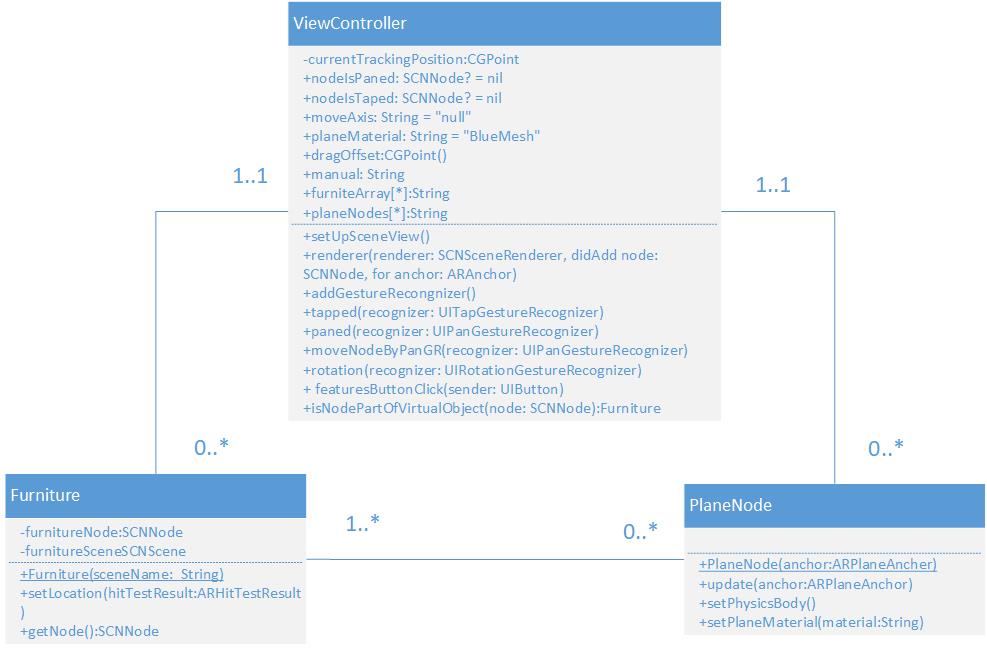 ViewController
-currentTrackingPosition:CGPoint
+nodeIsPaned: SCNNode? = nil
+nodeIsTaped: SCNNode? = nil
+moveAxis: String = "null"
+planeMaterial: String = "BlueMesh"
+dragOffset:CGPoint()
+manual: String
+furniteArray[*]:String
+planeNodes[*]:String
+setUpSceneView()
+renderer(renderer: SCNSceneRenderer, didAdd node:
SCNNode, for anchor: ARAnchor)
+addGestureRecongnizer()
+tapped(recognizer: UITapGestureRecognizer)
+paned(recognizer: UIPanGestureRecognizer)
+moveNodeByPanGR(recognizer: UIPanGestureRecognizer)
+rotation(recognizer: UIRotationGestureRecognizer)
+ featuresButtonClick(sender: UIButton)
+isNodePartOfVirtualObject(node: SCNNode):Furniture
1..1
1..1
0..*
0..*
Furniture
-furnitureNode:SCNNode
-furnitureSceneSCNScene
+Furniture(sceneName: String)
+setLocation(hitTestResult:ARHitTestResult
)
+getNode():SCNNode
1..*
0..*
PlaneNode
+PlaneNode(anchor:ARPlaneAncher)
+update(anchor:ARPlaneAnchor)
+setPhysicsBody()
+setPlaneMaterial(material:String)